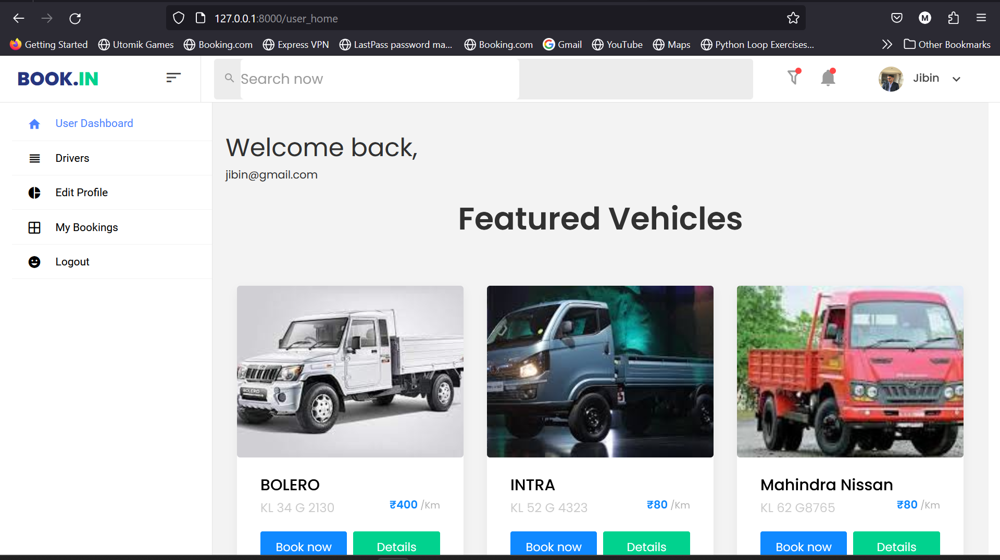 127.0.0.1:8000/user_home
Getting Started Utomik Games Booking.com Express VPN LastPass password ma... Booking.com Gmail YouTube Maps Python Loop Exercises... Other Bookmarks
BOOK.IN
Search now
Jibin
User Dashboard
Drivers
Edit Profile
My Bookings
Logout
Welcome back,
jibin@gmail.com
Featured Vehicles
BOLERO
BOLERO
KL 34 G 2130
₹400 /Km
Book now Details
INTRA
KL 52 G 4323
₹80 /Km
Book now Details
Mahindra Nissan
KL 62 G8765
₹80 /Km
Book now Details
M